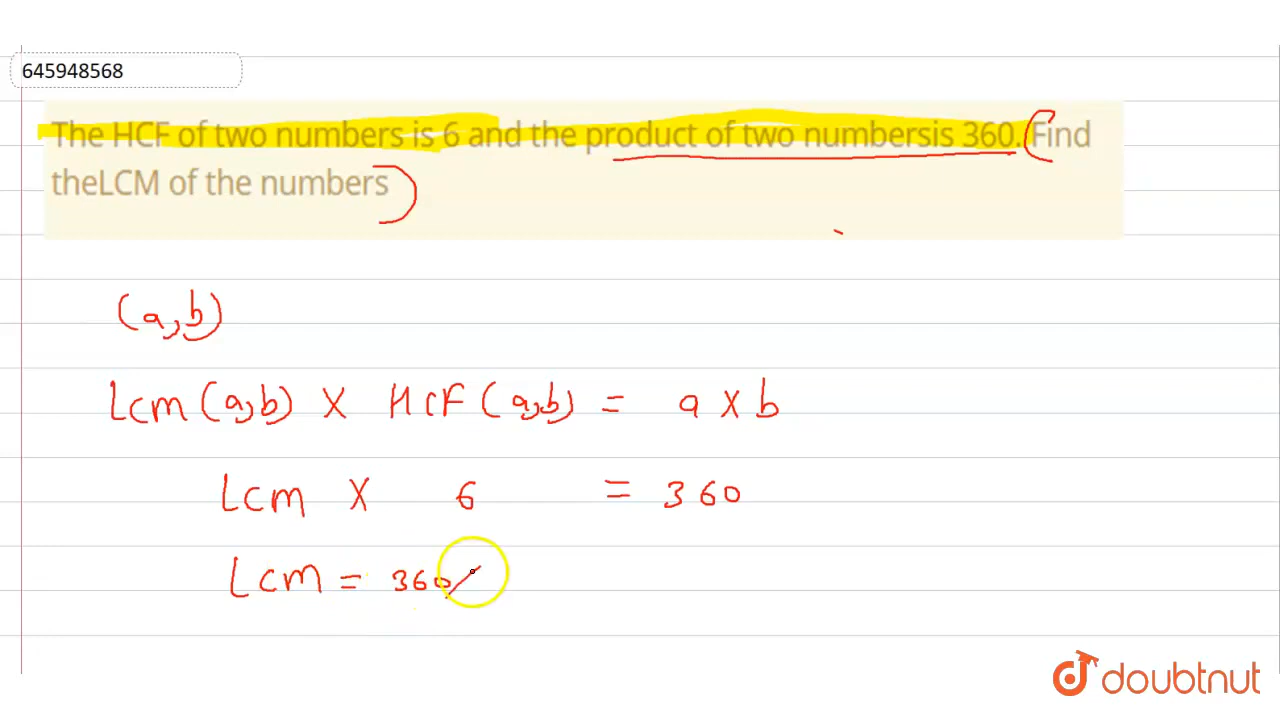 645948568
The HCF of two numbers is 6 and the product of two numbersis 360. Find
theLCM of the numbers
(a,b)
Lcm (a,b) X HCF (a,b) = a X b
Lcm X 6 = 360
Lcm = 360/
doubtnut